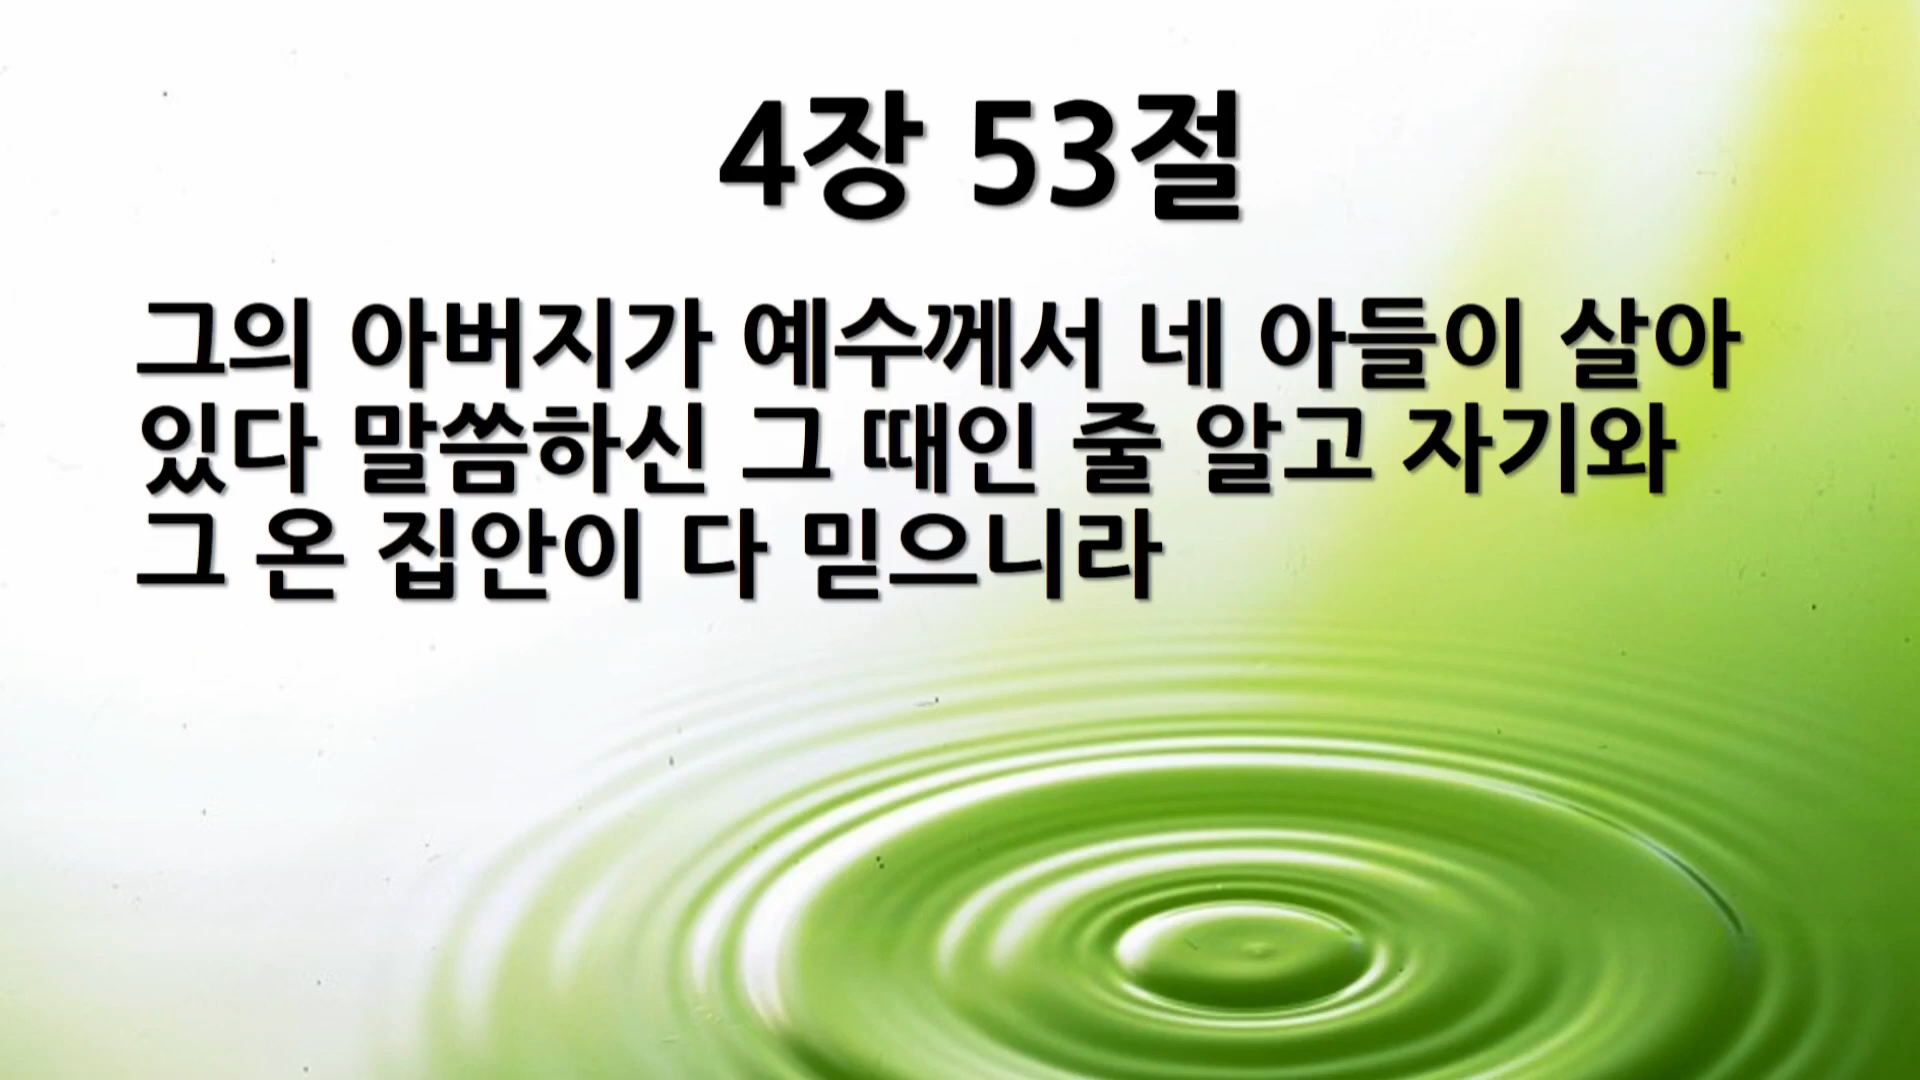 4장 53절
그의 아버지가 예수께서 네 아들이 살아
있다 말씀하신 그 때인 줄 알고 자기와
그 온 집안이 다 믿으니라